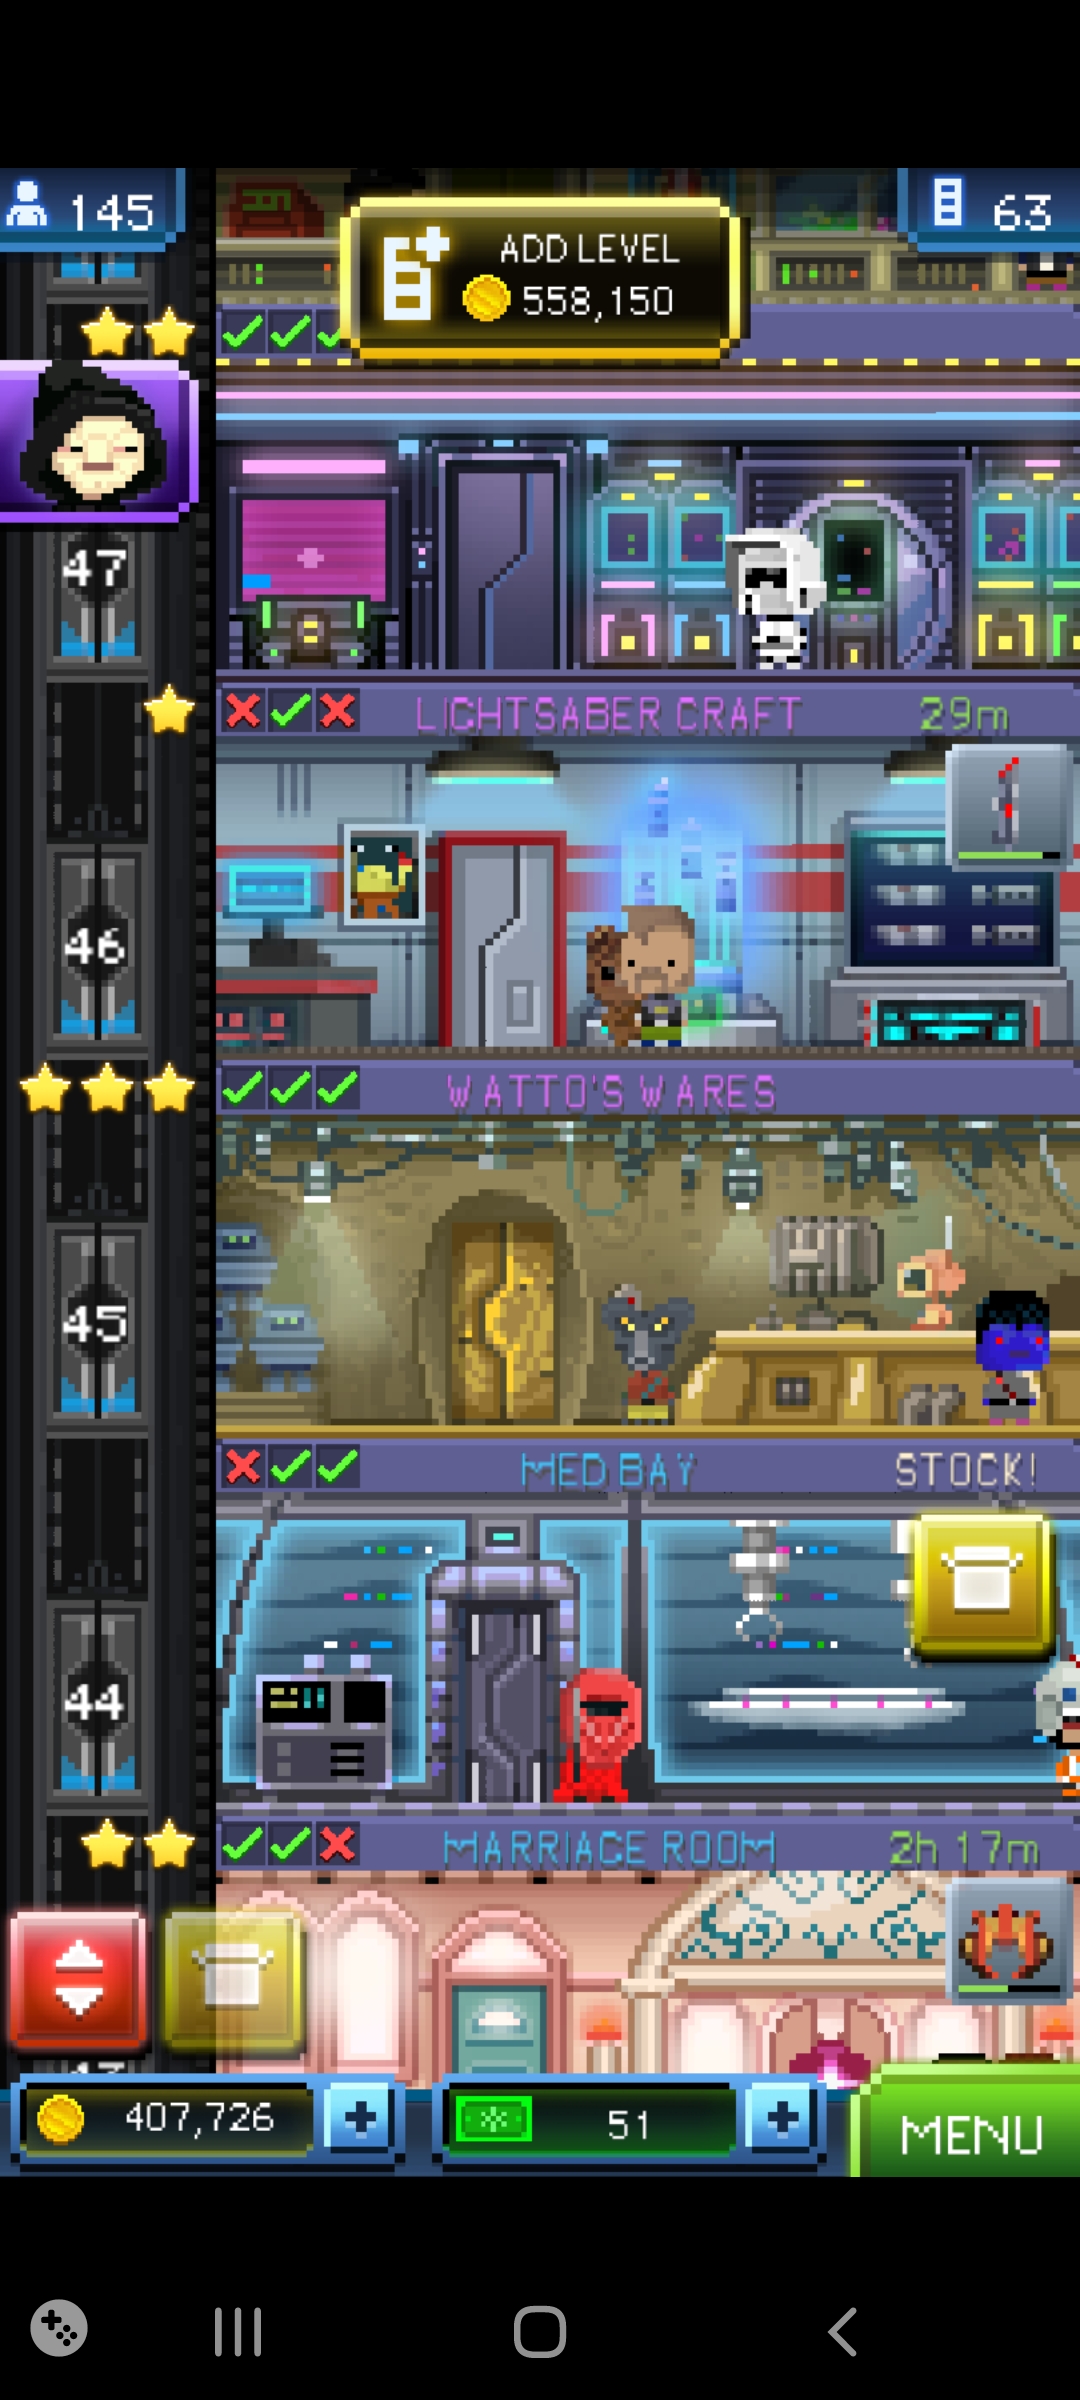 145
ADD LEVEL
558,150
63
47
LIGHTSABER CRAFT 29m
46
WATTO'S WARES
45
MED BAY STOCK!
44
MARRIAGE ROOM 2h 17m
407,726
51
MENU